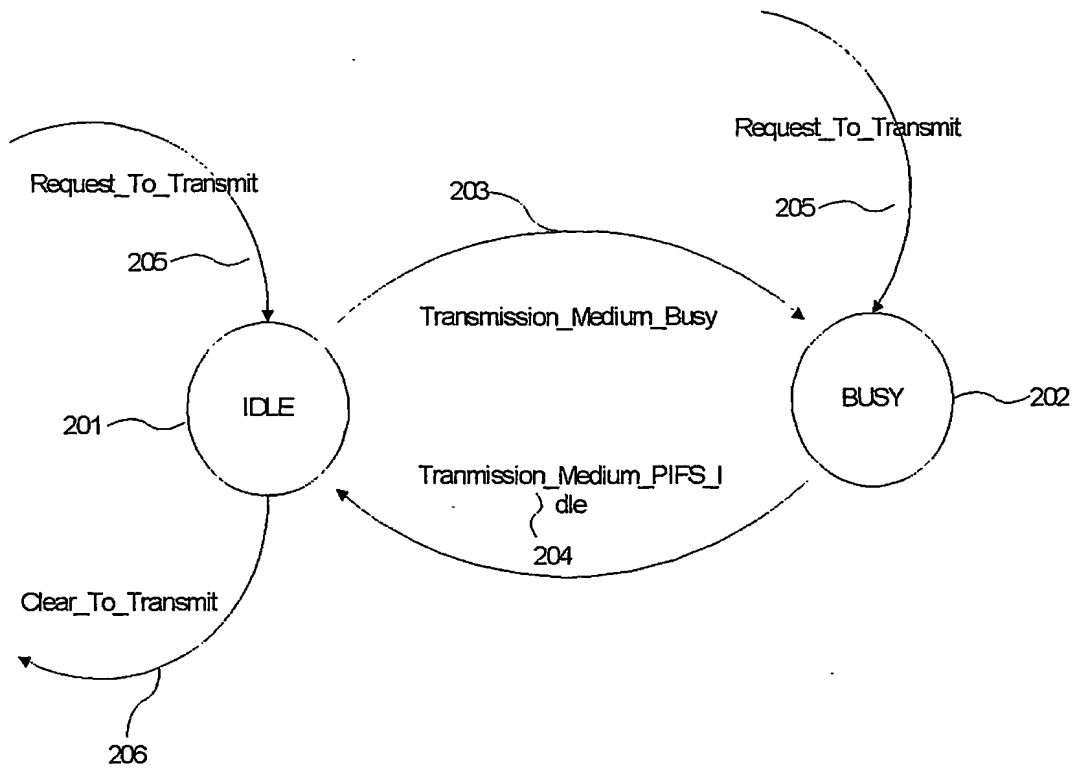 Request_To_Transmit
Request_To_Transmit
203
205
205
Transmission_Medium_Busy
IDLE
BUSY
201
202
Tranmission_Medium_PIFS_I
dle
204
Clear_To_Transmit
206